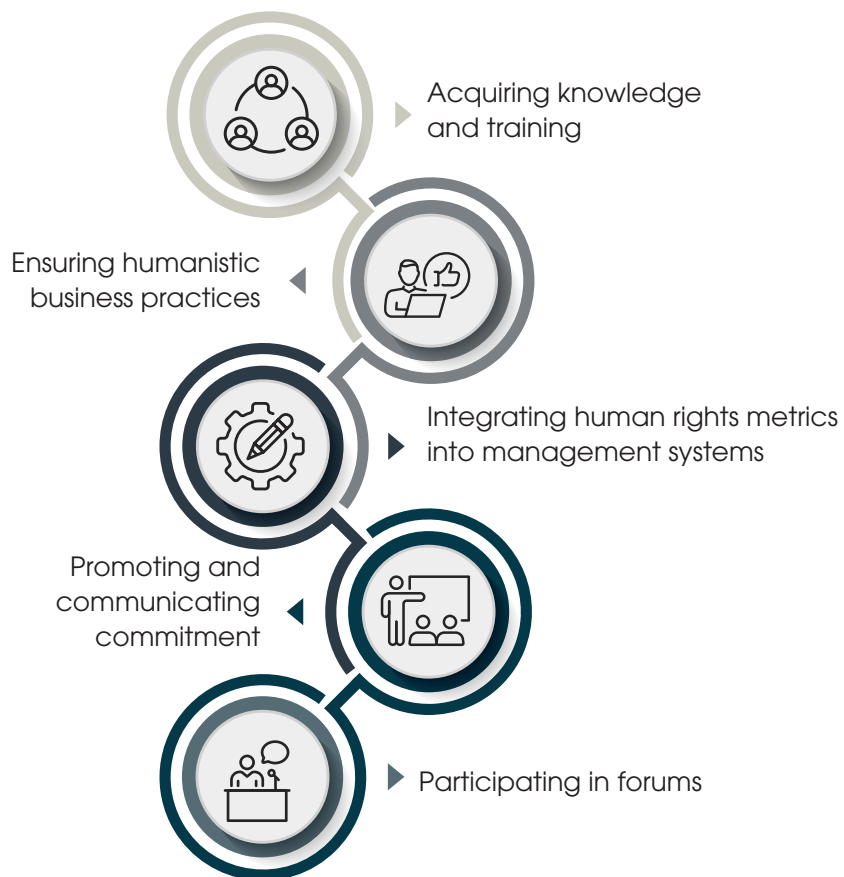 Acquiring knowledge
and training
Ensuring humanistic
business practices
Integrating human rights metrics
into management systems
Promoting and
communicating
commitment
Participating in forums